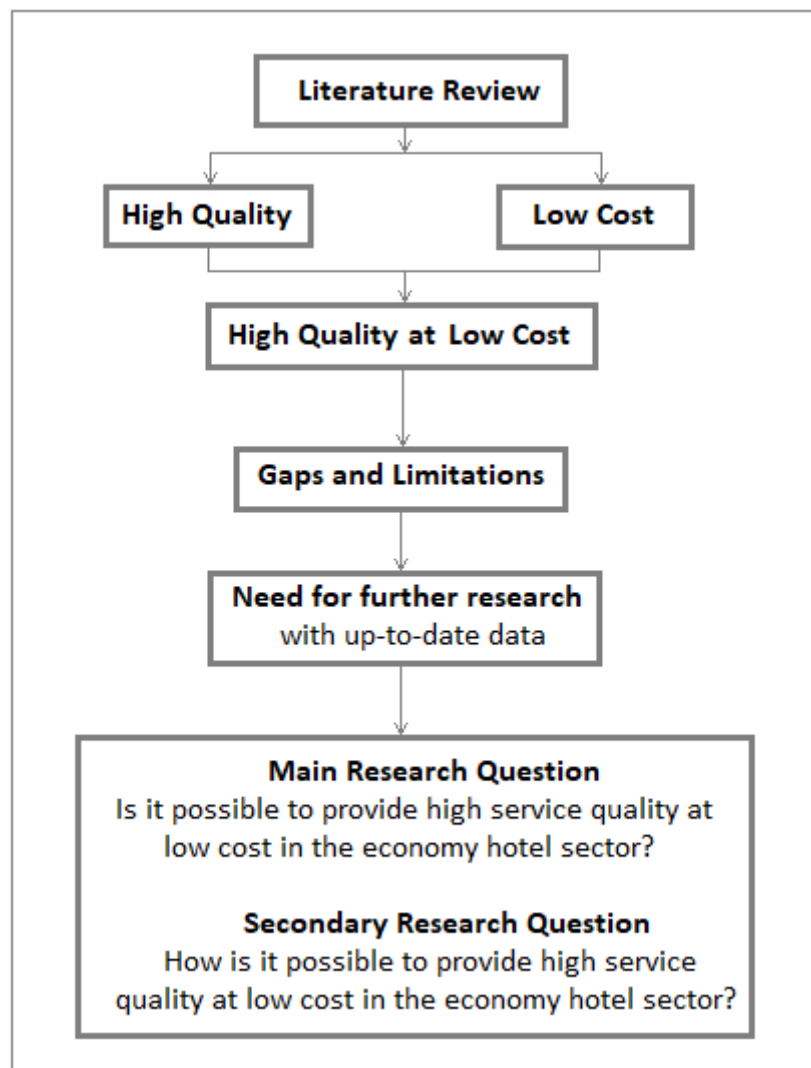 Literature Review
High Quality
Low Cost
High Quality at Low Cost
Gaps and Limitations
Need for further research
with up-to-date data
Main Research Question
Is it possible to provide high service quality at
low cost in the economy hotel sector?
Secondary Research Question
How is it possible to provide high service
quality at low cost in the economy hotel sector?